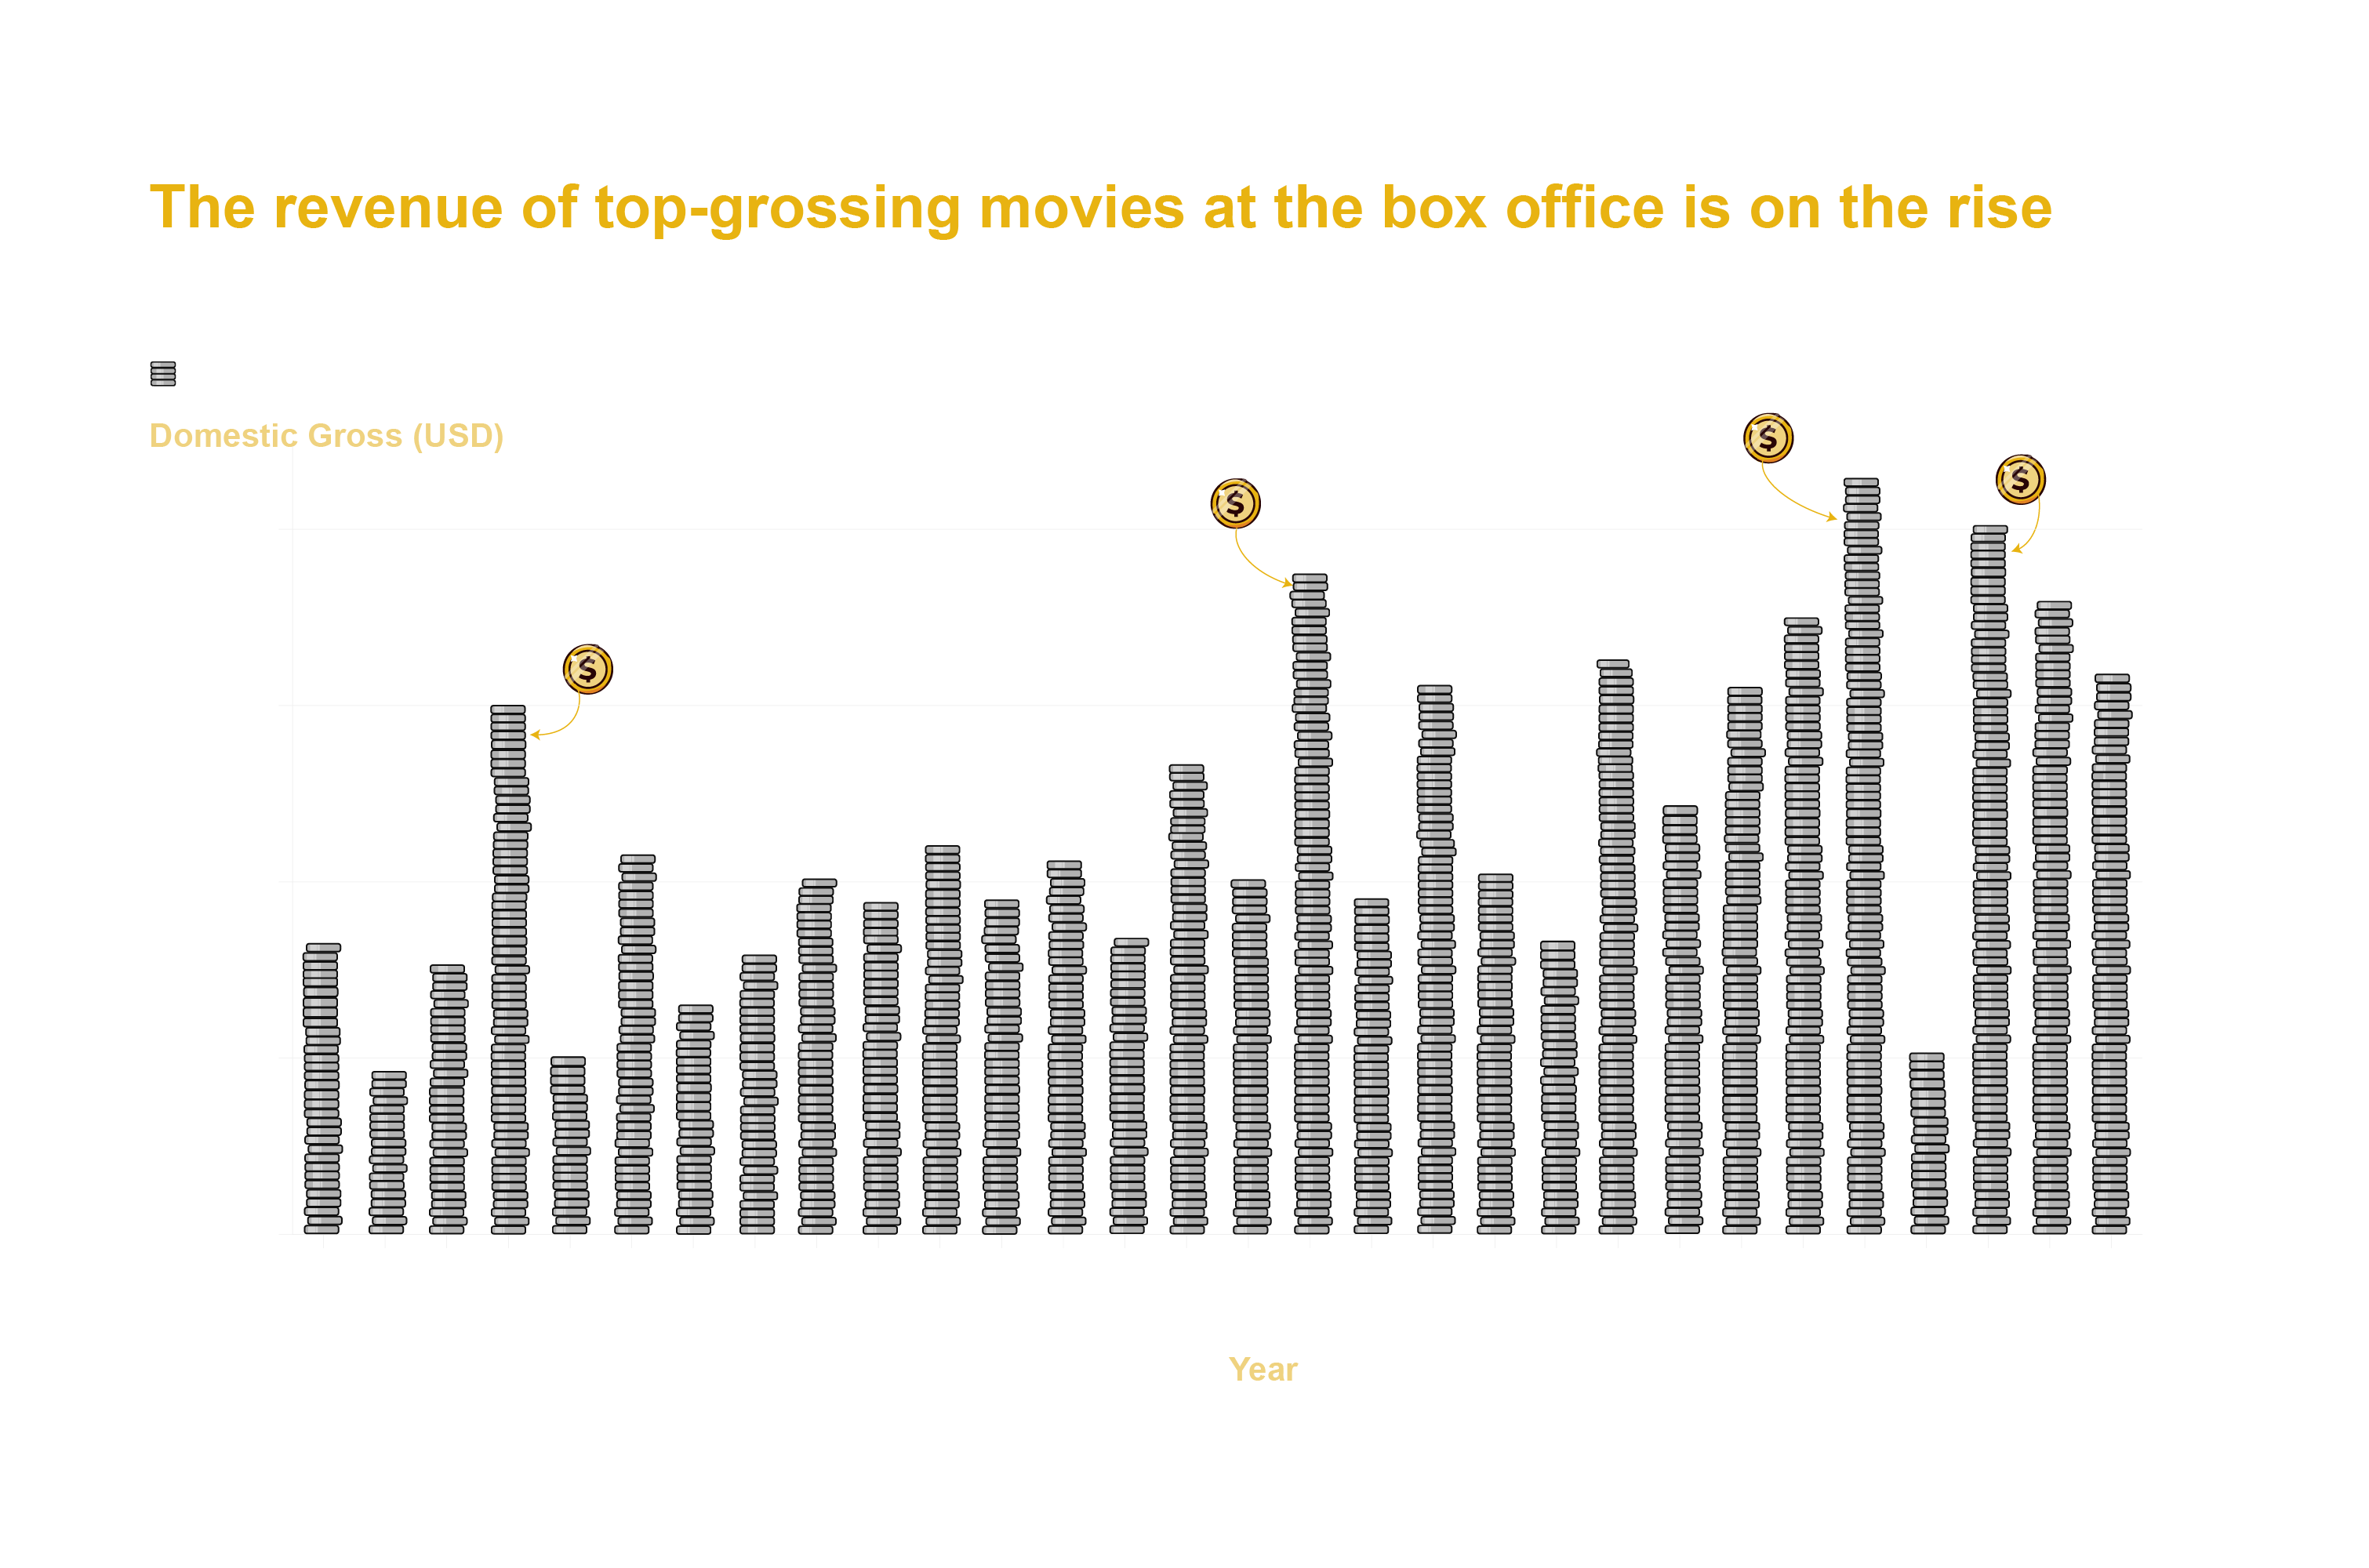 The revenue of top-grossing movies at the box office is on the rise
Domestic Gross (USD)
Year